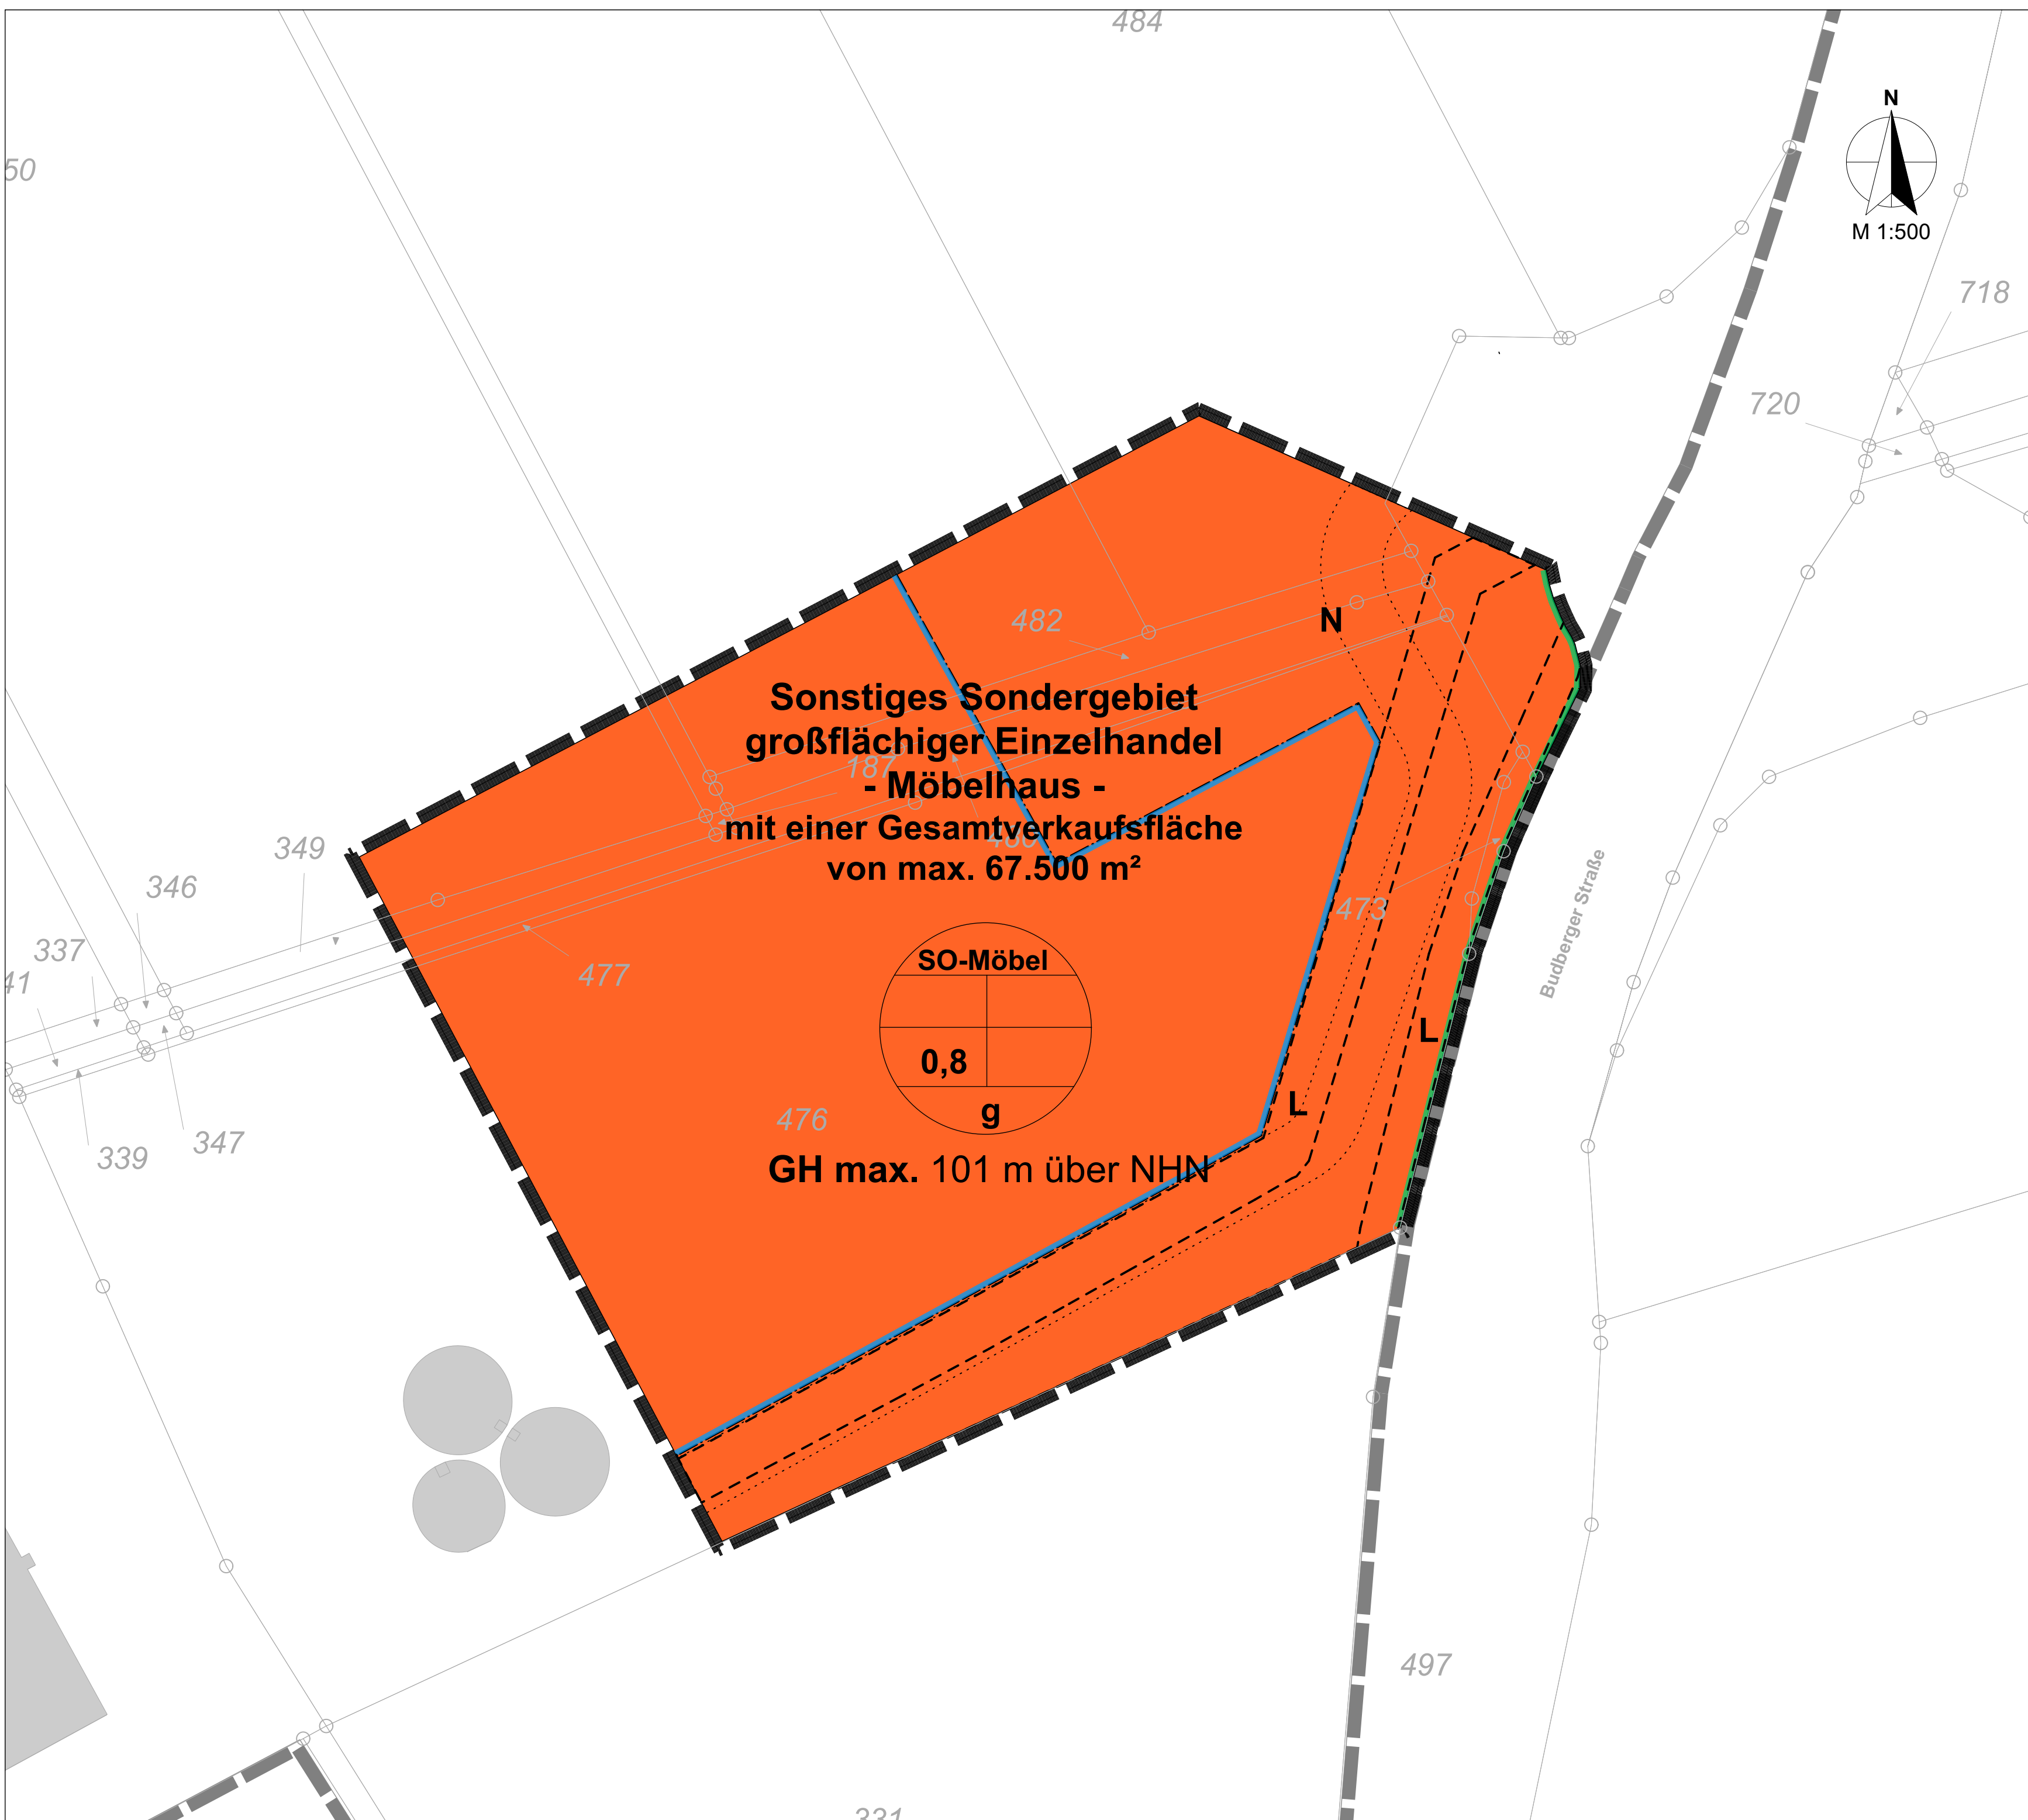 484
50
N
M 1:500
718
720
482
N
Sonstiges Sondergebiet
großflächiger Einzelhandel
187
- Möbelhaus -
mit einer Gesamtverkaufsfläche
480
von max. 67.500 m²
349
346
337
41
477
473
Budberger Straße
SO-Möbel
0,8
g
L
L
476
GH max. 101 m über NHN
339
347
497
331